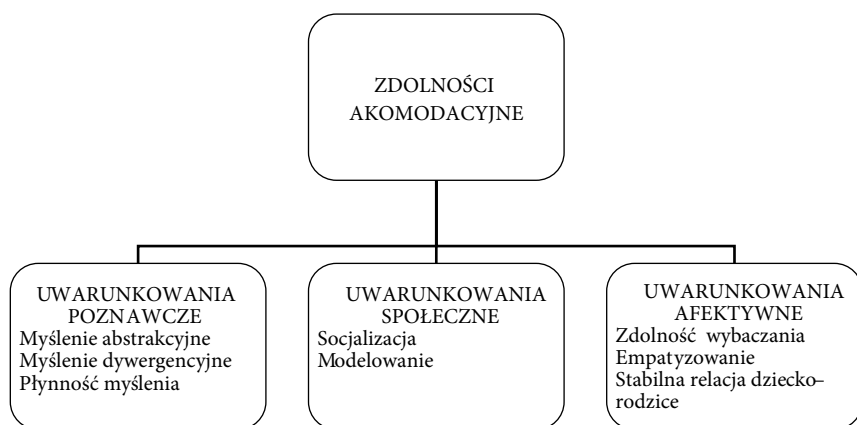 ZDOLNOŚCI
AKOMODACYJNE
UWARUNKOWANIA
POZNAWCZE
Myślenie abstrakcyjne
Myślenie dywergencyjne
Płynność myślenia
UWARUNKOWANIA
SPOŁECZNE
Socjalizacja
Modelowanie
UWARUNKOWANIA
AFEKTYWNE
Zdolność wybaczania
Empatyzowanie
Stabilna relacja dziecko–
rodzice